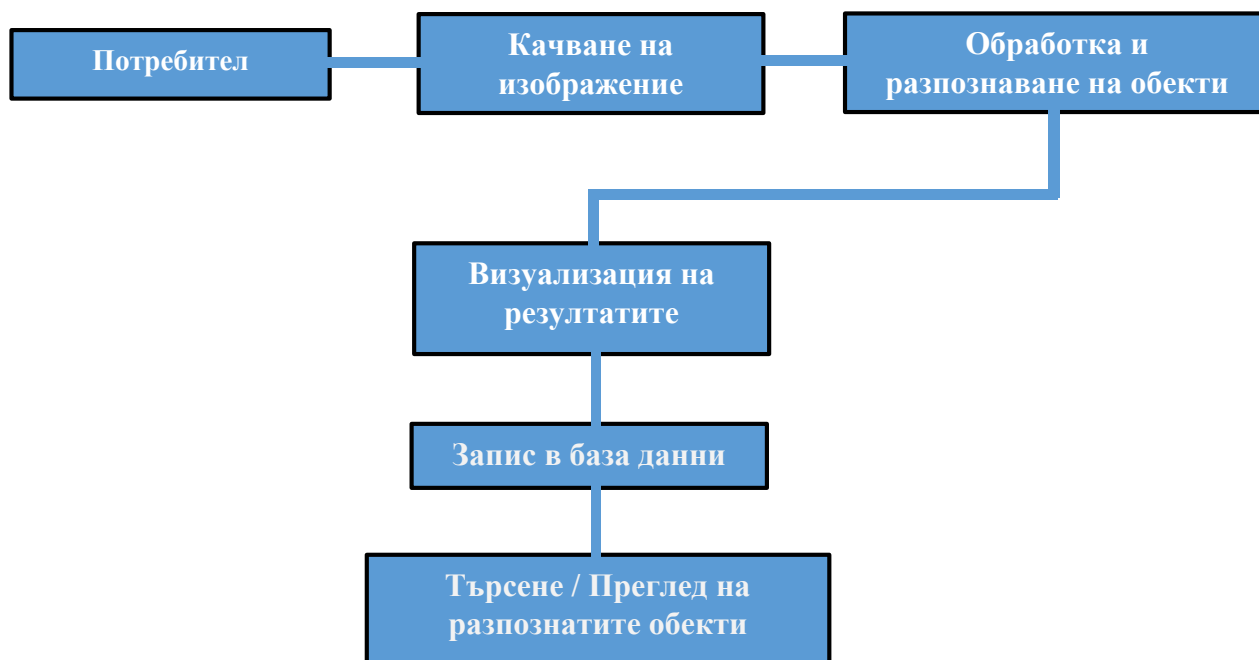 Потребител
Качване на
изображение
Обработка и
разпознаване на обекти
Визуализация на
резултатите
Запис в база данни
Търсене / Преглед на
разпознатите обекти